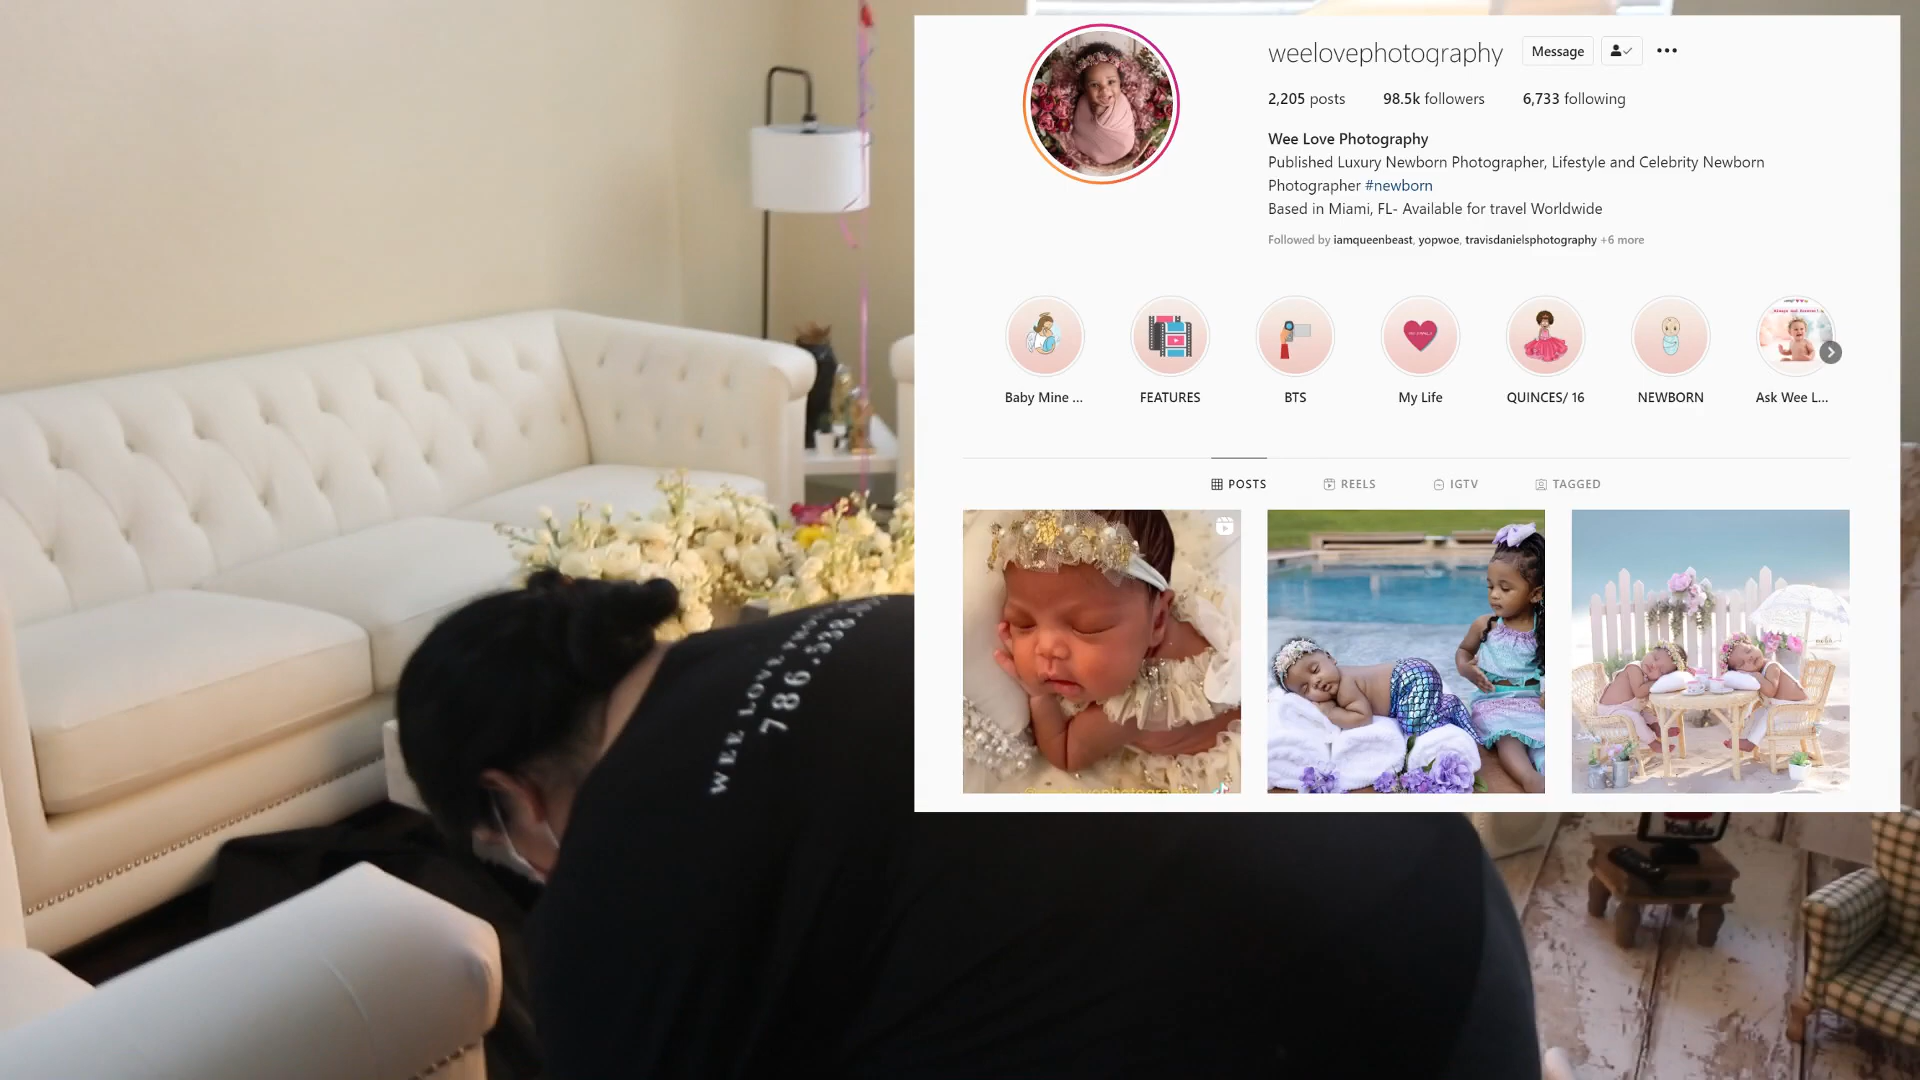 weelovephotography Message
2,205 posts 98.5k followers 6,733 following
Wee Love Photography
Published Luxury Newborn Photographer, Lifestyle and Celebrity Newborn
Photographer #newborn
Based in Miami, FL- Available for travel Worldwide
Followed by iamqueenbeast, yopwoe, travisdanielsphotography +6 more
Baby Mine ... FEATURES BTS My Life QUINCES/ 16 NEWBORN Ask Wee L...
POSTS REELS IGTV TAGGED
WEE LOVE
786.538